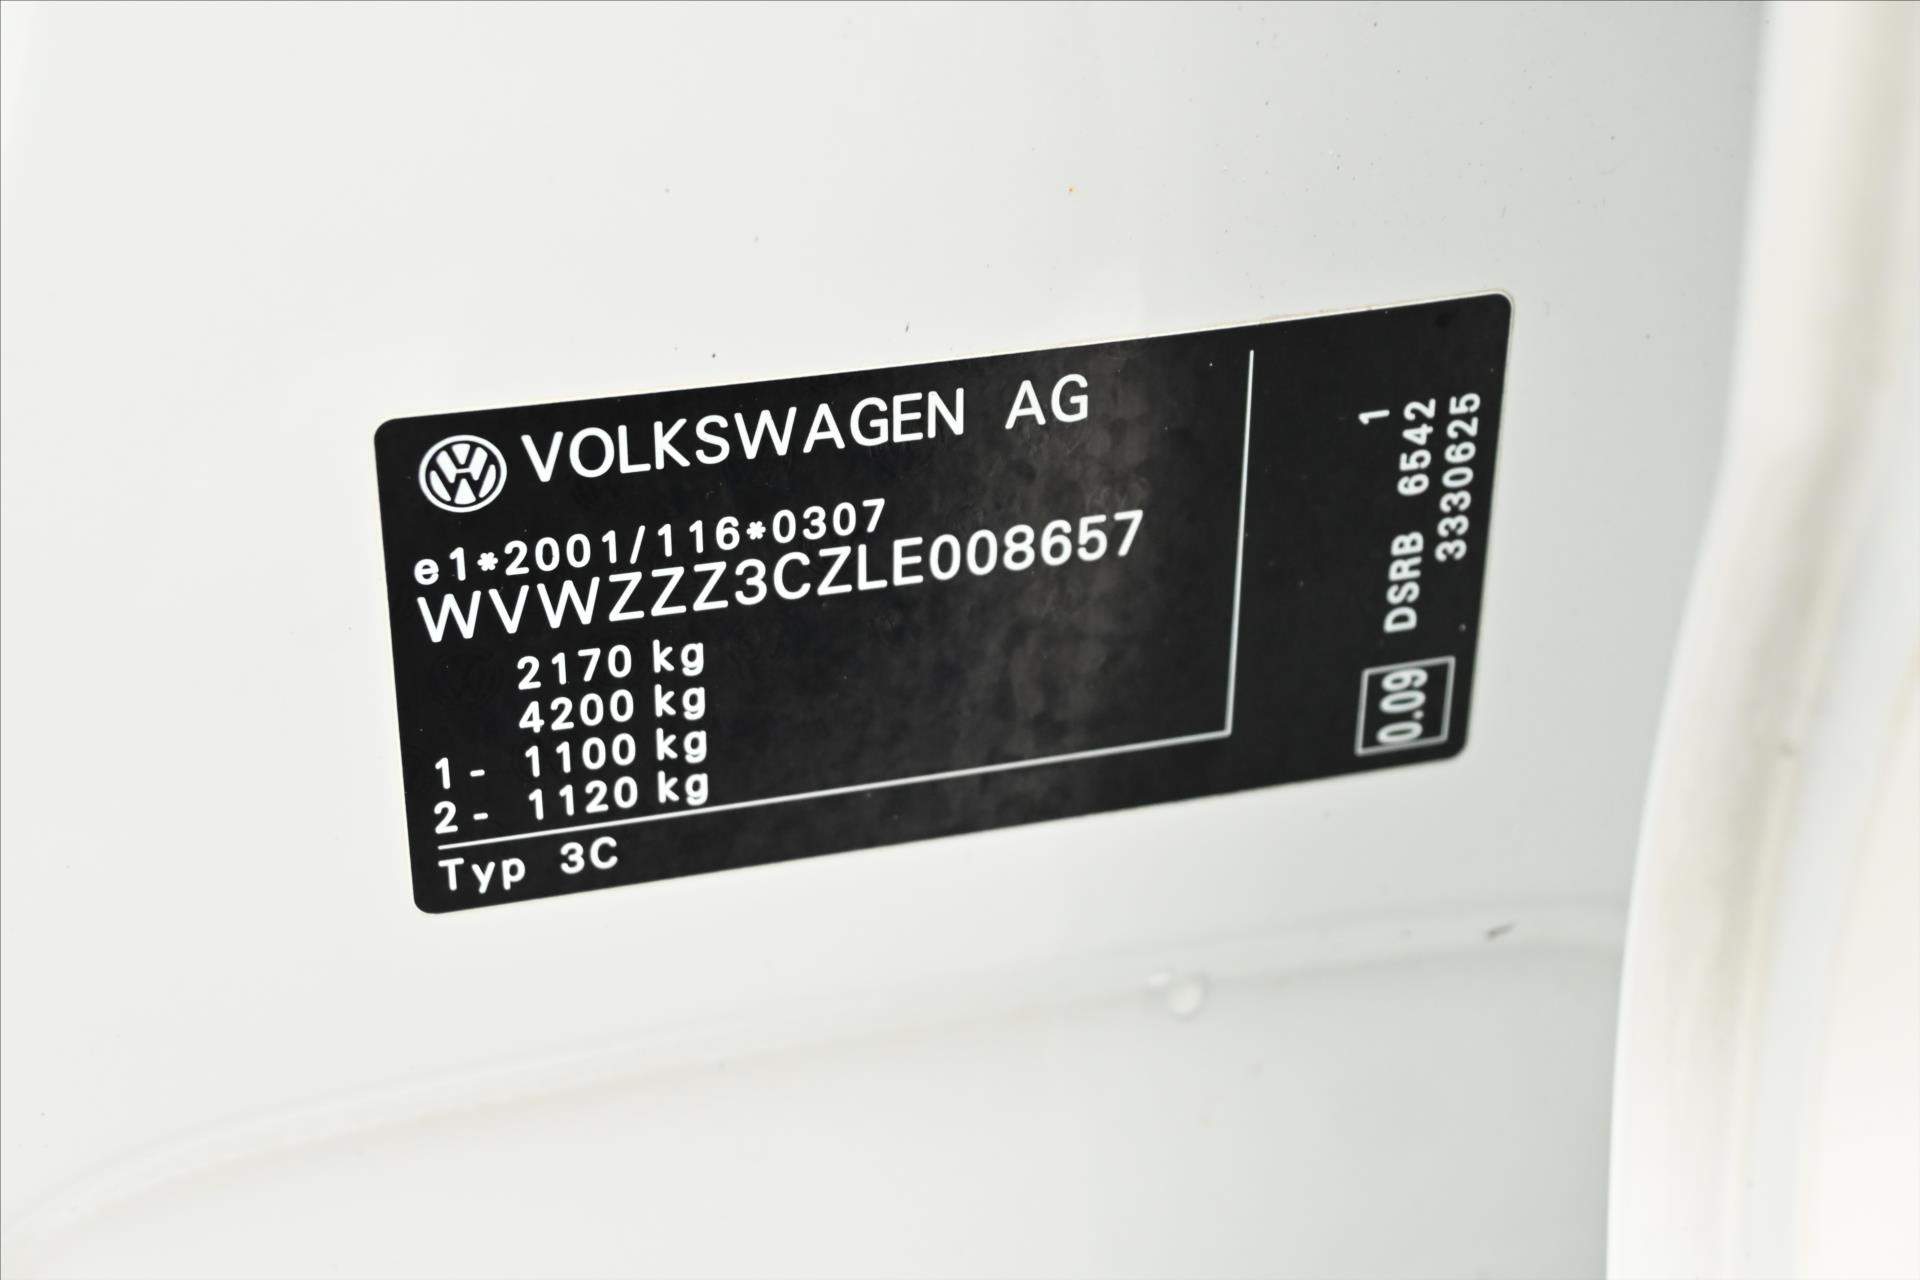 VOLKSWAGEN AG
e1*2001/116*0307
WVWZZZ3CZLE008657
2170 kg
4200 kg
1- 1100 kg
2- 1120 kg
Typ 3C
1
DSRB 6542
3330625
0.09